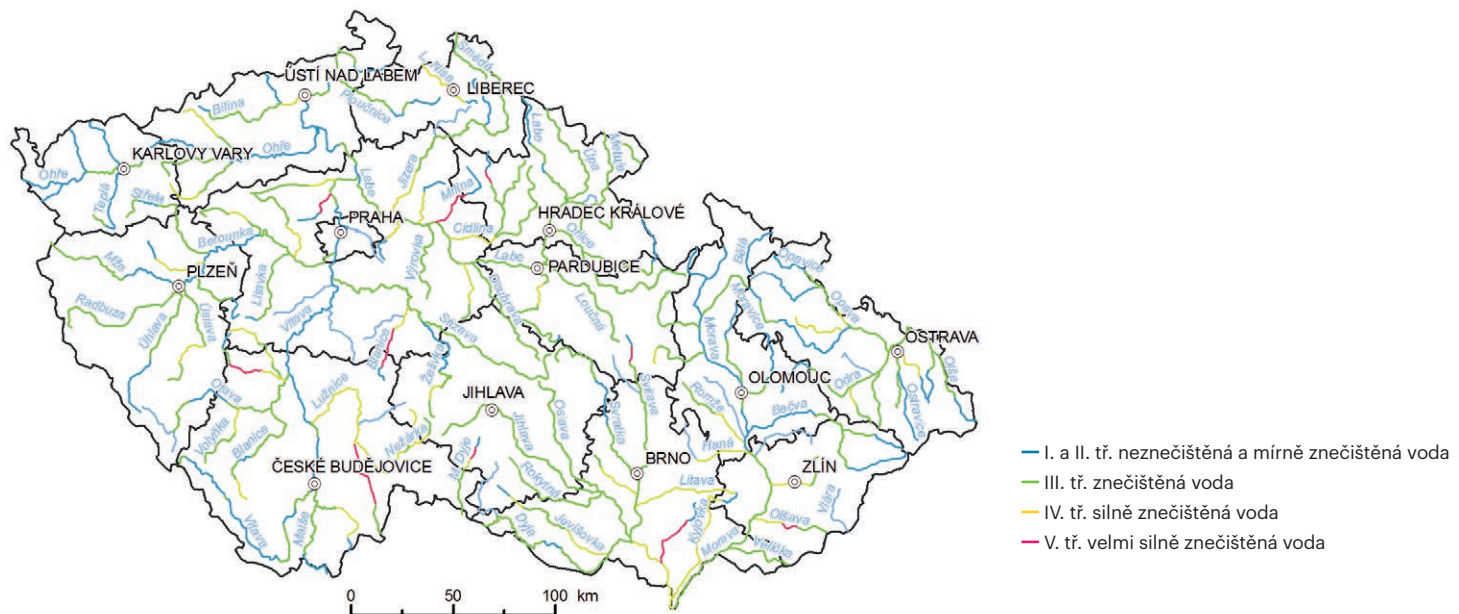 ÚSTÍ NAD LABEM
L. Nisa
Smědá
LIBEREC
Bílina
Ploučnice
Labe
Úpa
Metuje
KARLOVY VARY
Ohře
Ohře
Teplá
Střela
Labe
Jizera
Mrlina
PRAHA
HRADEC KRÁLOVÉ
Cidlina
Orlice
Berounka
Výrovka
Labe
PARDUBICE
Mže
PLZEŇ
Litavka
Doubrava
Loučná
Bělá
Opavice
Radbuza
Úhlava
Úslava
Vltava
Blanice
Sázava
Želivka
Morava
Moravice
Opava
OSTRAVA
Olše
Ostravice
Odra
Otava
Lužnice
JIHLAVA
Svitava
Svratka
OLOMOUC
Romže
Bečva
Volyňka
Blanice
Nežárka
Jihlava
Oslava
M. Dyje
Haná
ČESKÉ BUDĚJOVICE
Rokytná
BRNO
ZLÍN
Litava
Vlára
Vltava
Malše
Dyje
Jevišovka
Kyjovka
Morava
Olšava
Velička
0 50 100 km
I. a II. tř. neznečištěná a mírně znečištěná voda
III. tř. znečištěná voda
IV. tř. silně znečištěná voda
V. tř. velmi silně znečištěná voda